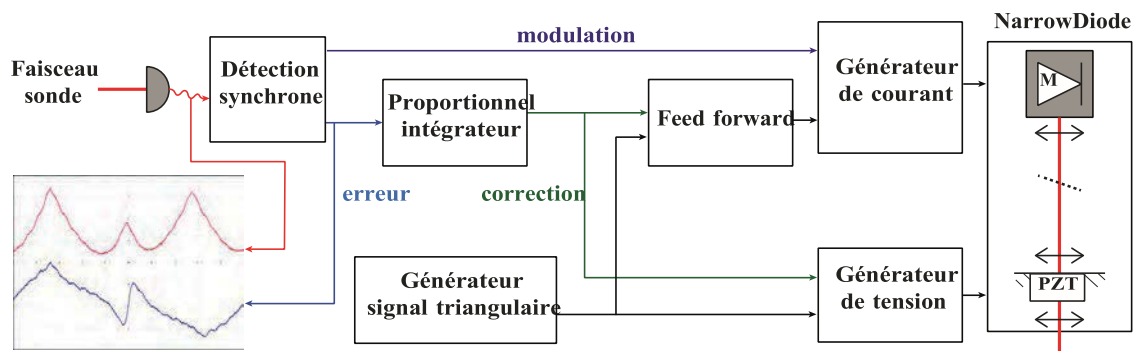 NarrowDiode
modulation
Faisceau
sonde
Détection
synchrone
Proportionnel
intégrateur
Feed forward
Générateur
de courant
M
erreur
correction
Générateur
signal triangulaire
Générateur
de tension
PZT